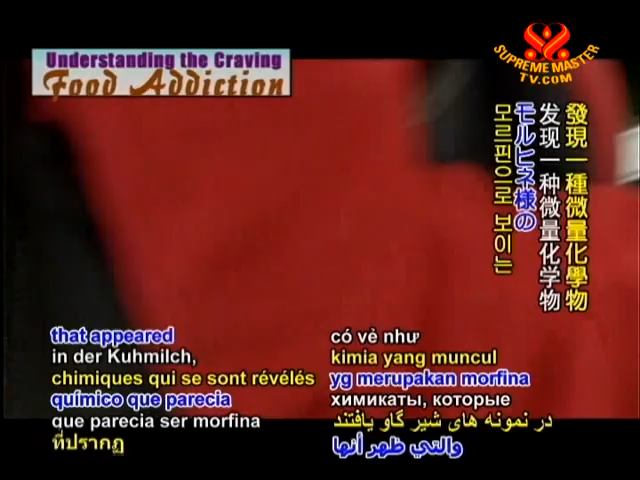 Understanding the Craving
Food Addiction
SUPREME MASTER
TV.COM
發現一種微量化學物
发现一种微量化学物
モルヒネ様の
모르핀으로 보이는
that appeared
in der Kuhmilch,
chimiques qui se sont révélés
químico que parecia
que parecia ser morfina
ที่ปรากฏ
có vẻ như
kimia yang muncul
yg merupakan morfina
химикаты, которые
در نمونه های شیر گاو یافتند
والتي ظهر أنها